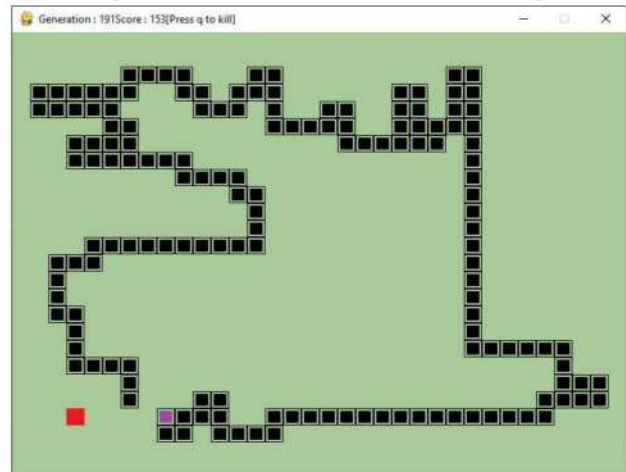 Generation : 191Score : 153[Press q to kill]